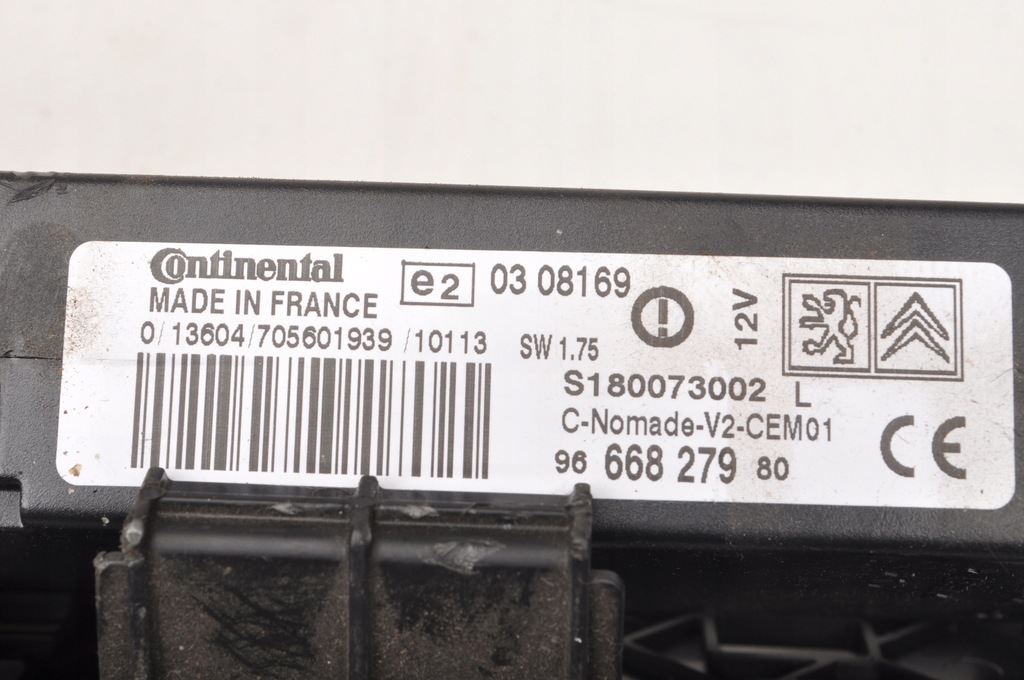 Continental
MADE IN FRANCE
e2 03 08169
0/13604/705601939 /10113
SW 1.75
12V
S180073002 L
C-Nomade-V2-CEM01
96 668 279 80
CE